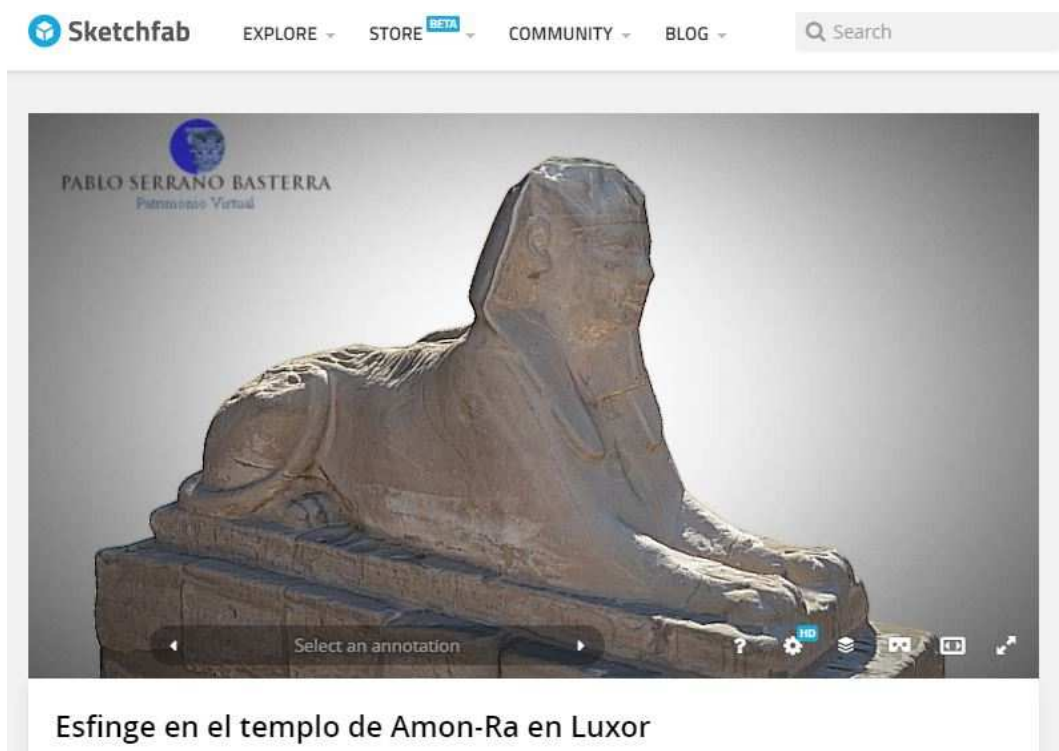 Sketchfab EXPLORE STORE BETA COMMUNITY BLOG Search
PABLO SERRANO BASTERRA
Patrimonio Virtual
Select an annotation ? HD
Esfinge en el templo de Amon-Ra en Luxor